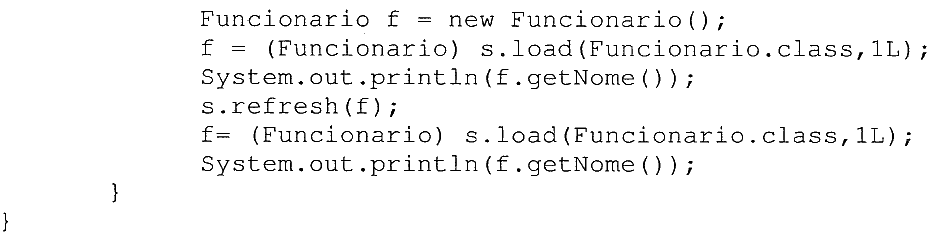 Funcionario f = new Funcionario();
f = (Funcionario) s.load(Funcionario.class,1L);
System.out.println(f.getNome());
s.refresh(f);
f= (Funcionario) s.load(Funcionario.class,1L);
System.out.println(f.getNome());
}
}